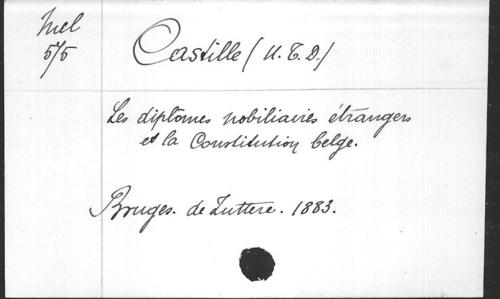 Mel
5/5
Castille (U. T. D.)
Les diplômes nobiliaires étrangers
et la Constitution belge.
Bruges. de Zuttere. 1883.